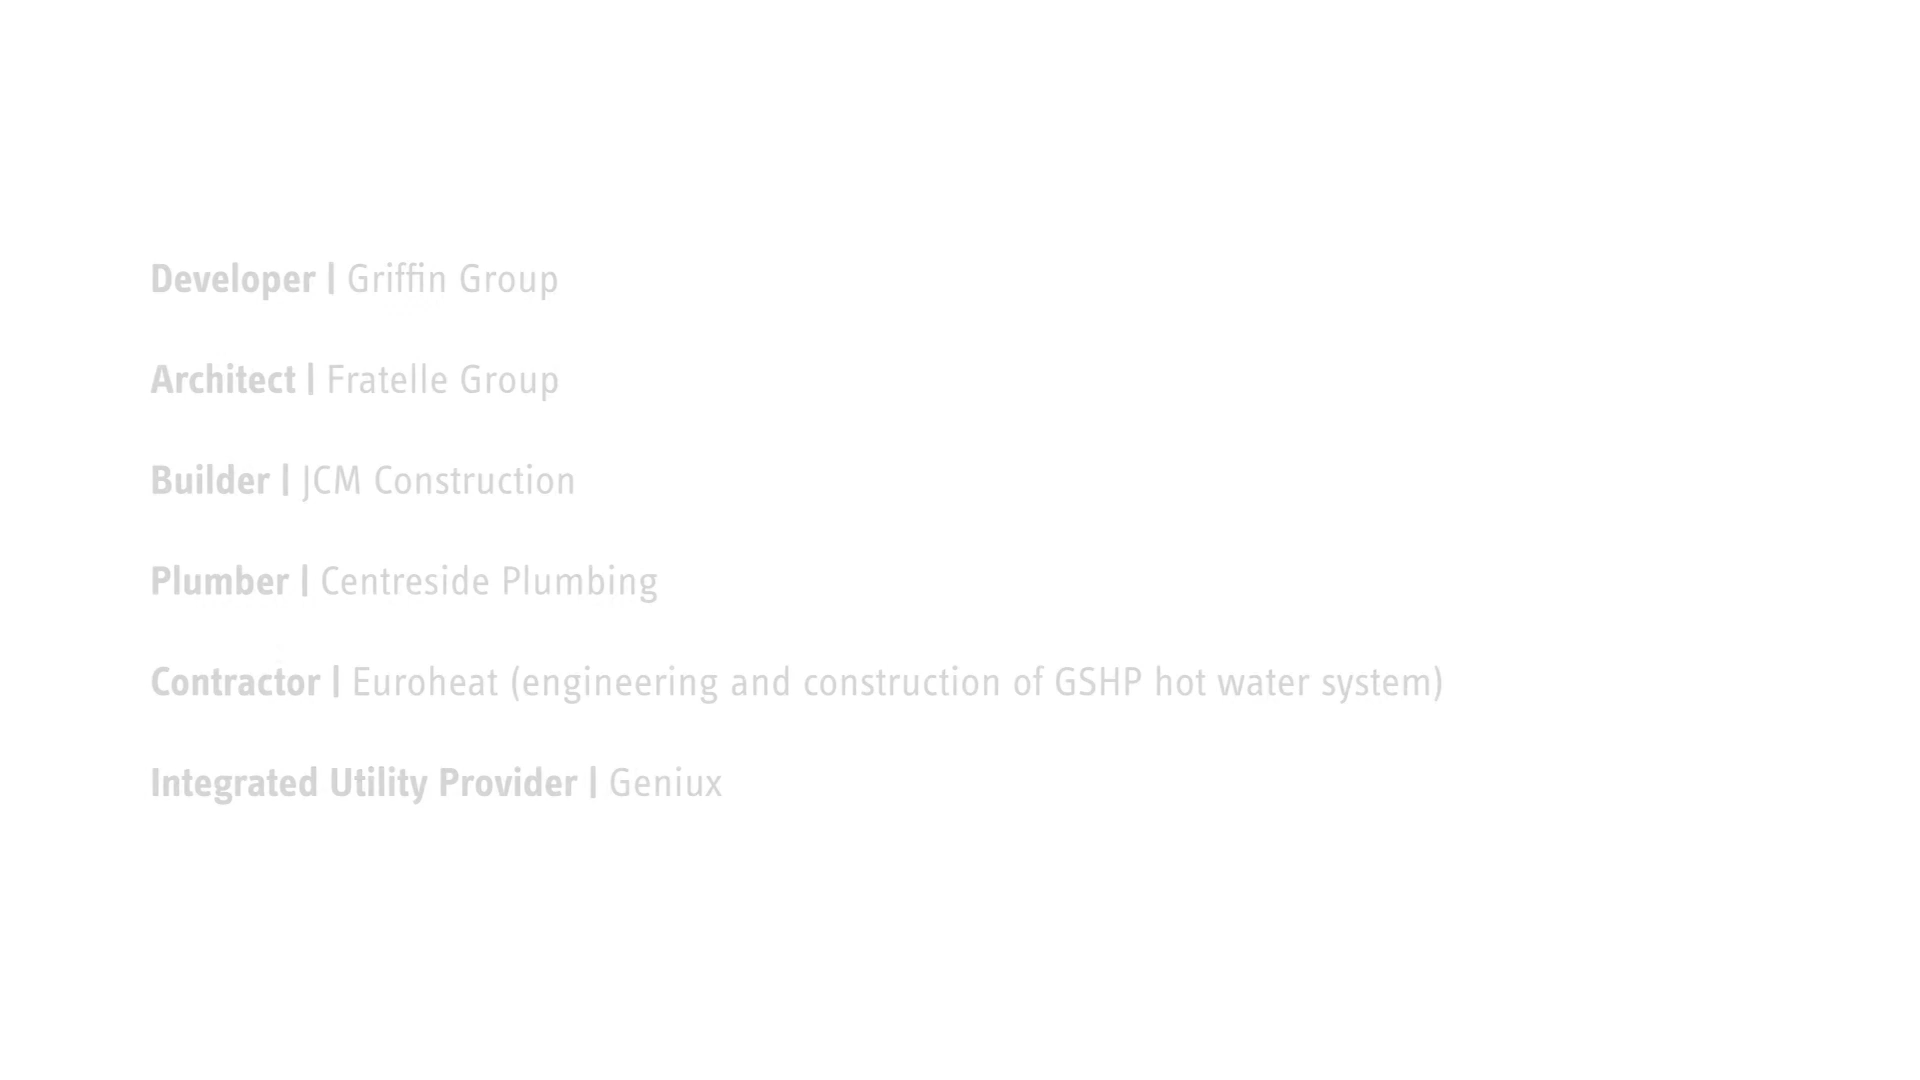 Developer | Griffin Group
Architect | Fratelle Group
Builder | JCM Construction
Plumber | Centreside Plumbing
Contractor | Euroheat (engineering and construction of GSHP hot water system)
Integrated Utility Provider | Geniux